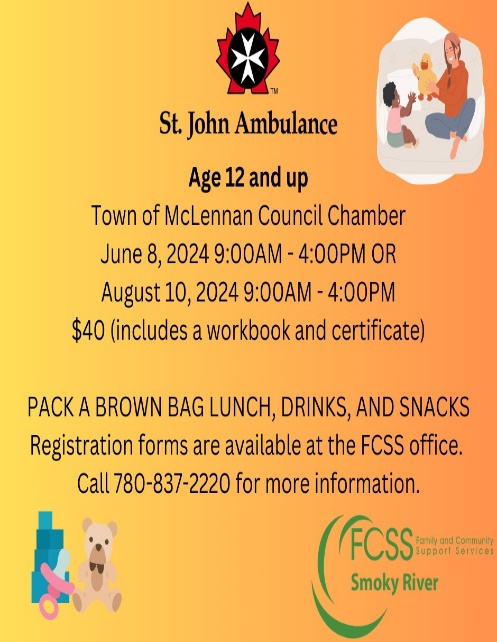 TM
St. John Ambulance
Age 12 and up
Town of McLennan Council Chamber
June 8, 2024 9:00AM - 4:00PM OR
August 10, 2024 9:00AM - 4:00PM
$40 (includes a workbook and certificate)
PACK A BROWN BAG LUNCH, DRINKS, AND SNACKS
Registration forms are available at the FCSS office.
Call 780-837-2220 for more information.
FCSS Family and Community
Support Services
Smoky River